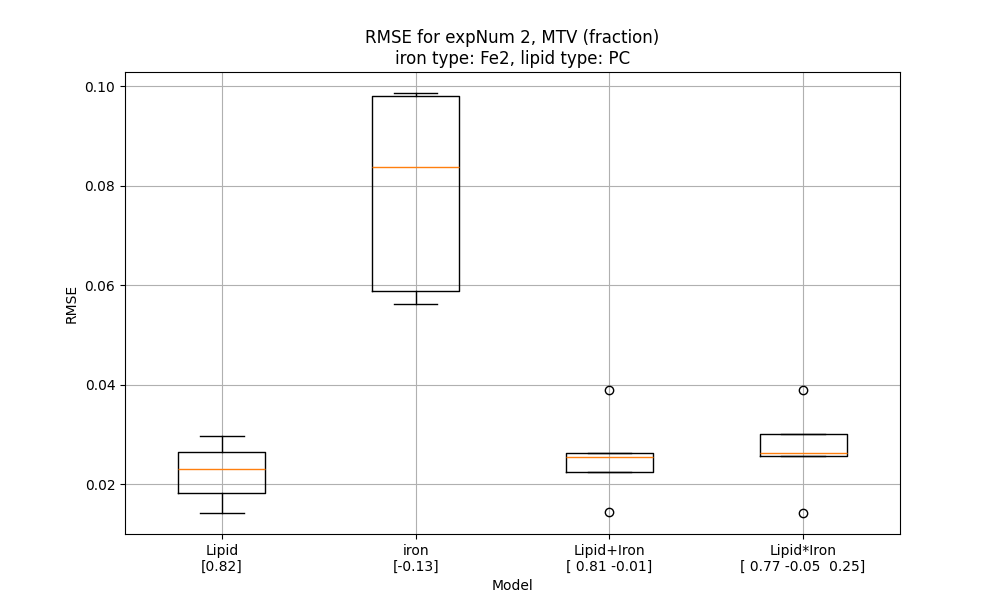 RMSE for expNum 2, MTV (fraction)
iron type: Fe2, lipid type: PC
0.10
0.08
0.06
0.04
0.02
RMSE
Lipid
[0.82]
iron
[-0.13]
Lipid+Iron
[ 0.81 -0.01]
Lipid*Iron
[ 0.77 -0.05  0.25]
Model